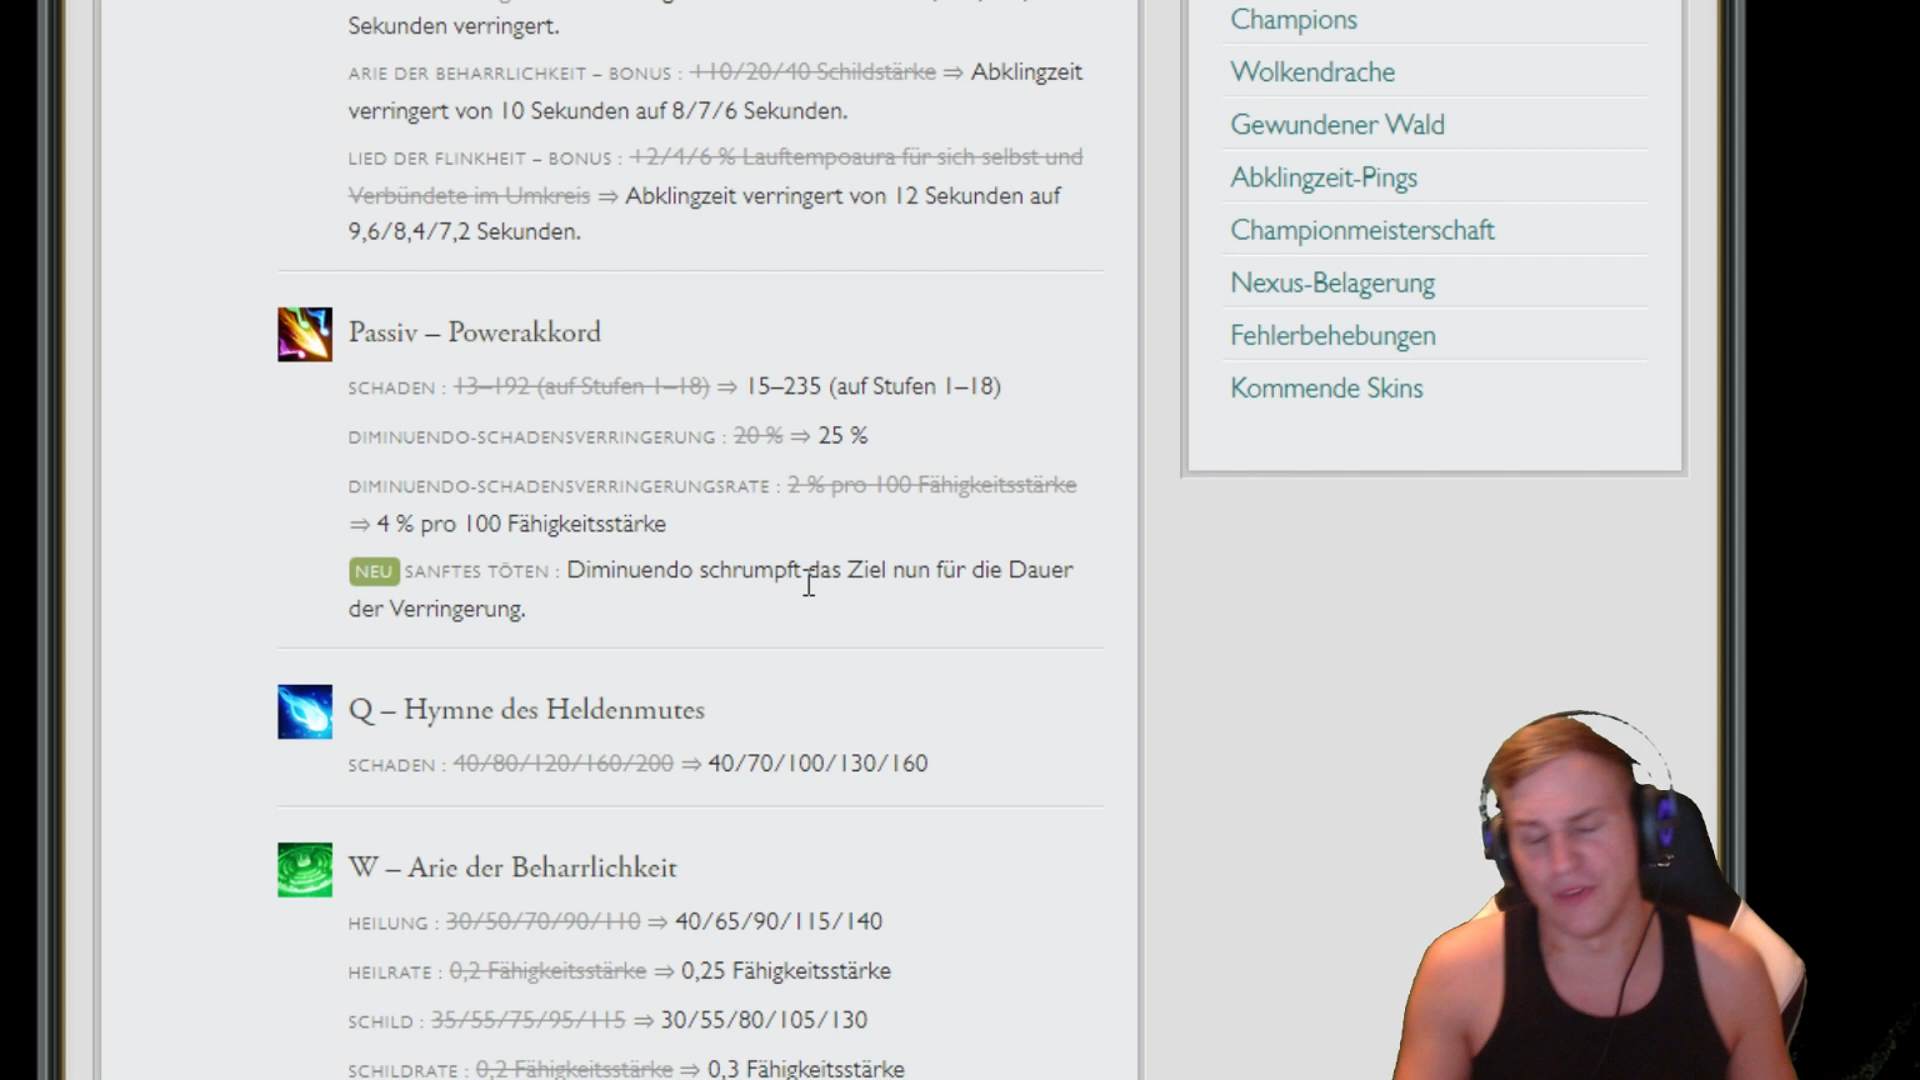 Sekunden verringert.
ARIE DER BEHARRLICHKEIT – BONUS : +10/20/40 Schildstärke ⇒ Abklingzeit
verringert von 10 Sekunden auf 8/7/6 Sekunden.
LIED DER FLINKHEIT – BONUS : +2/4/6 % Lauftempoaura für sich selbst und
Verbündete im Umkreis ⇒ Abklingzeit verringert von 12 Sekunden auf
9,6/8,4/7,2 Sekunden.
Passiv – Powerakkord
SCHADEN : 13–192 (auf Stufen 1–18) ⇒ 15–235 (auf Stufen 1–18)
DIMINUENDO-SCHADENSVERRINGERUNG : 20 % ⇒ 25 %
DIMINUENDO-SCHADENSVERRINGERUNGSRATE : 2 % pro 100 Fähigkeitsstärke
⇒ 4 % pro 100 Fähigkeitsstärke
NEU SANFTES TÖTEN : Diminuendo schrumpft das Ziel nun für die Dauer
der Verringerung.
Q – Hymne des Heldenmutes
SCHADEN : 40/80/120/160/200 ⇒ 40/70/100/130/160
W – Arie der Beharrlichkeit
HEILUNG : 30/50/70/90/110 ⇒ 40/65/90/115/140
HEILRATE : 0,2 Fähigkeitsstärke ⇒ 0,25 Fähigkeitsstärke
SCHILD : 35/55/75/95/115 ⇒ 30/55/80/105/130
SCHILDRATE : 0,2 Fähigkeitsstärke ⇒ 0,3 Fähigkeitsstärke
Champions
Wolkendrache
Gewundener Wald
Abklingzeit-Pings
Championmeisterschaft
Nexus-Belagerung
Fehlerbehebungen
Kommende Skins